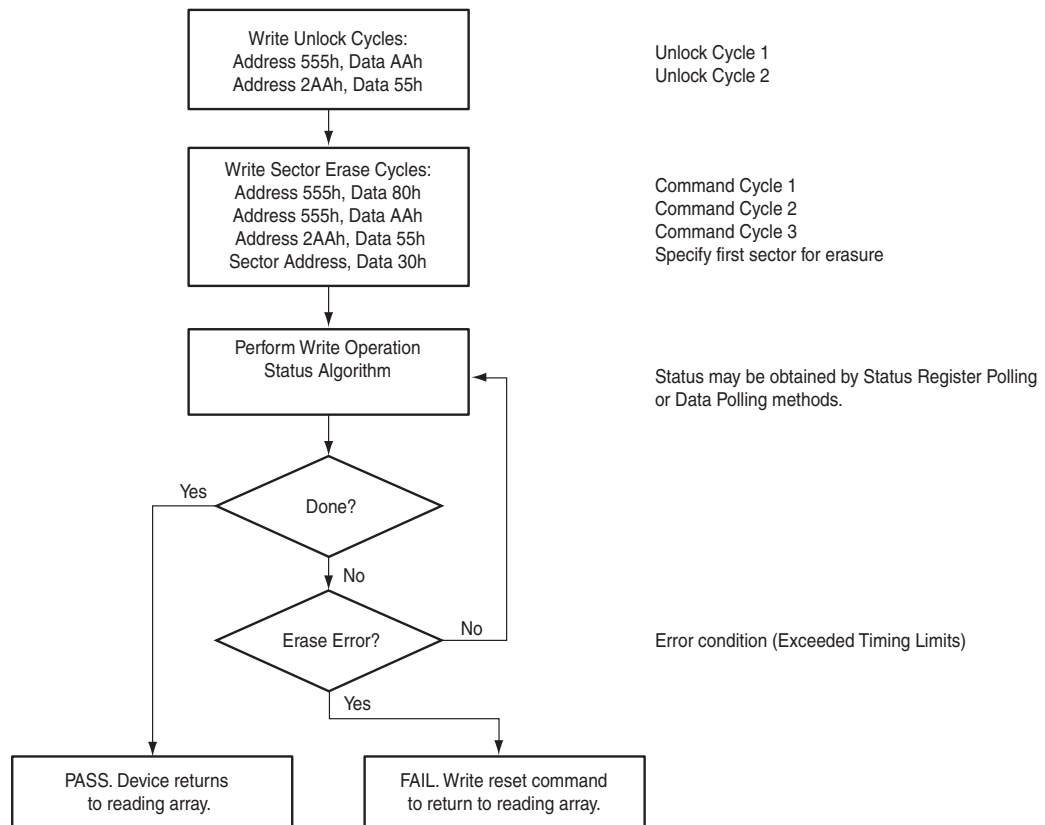 Write Unlock Cycles:
Address 555h, Data AAh
Address 2AAh, Data 55h
Unlock Cycle 1
Unlock Cycle 2
Write Sector Erase Cycles:
Address 555h, Data 80h
Address 555h, Data AAh
Address 2AAh, Data 55h
Sector Address, Data 30h
Command Cycle 1
Command Cycle 2
Command Cycle 3
Specify first sector for erasure
Perform Write Operation
Status Algorithm
Status may be obtained by Status Register Polling
or Data Polling methods.
Yes
Done?
No
Erase Error?
No
Error condition (Exceeded Timing Limits)
Yes
PASS. Device returns
to reading array.
FAIL. Write reset command
to return to reading array.